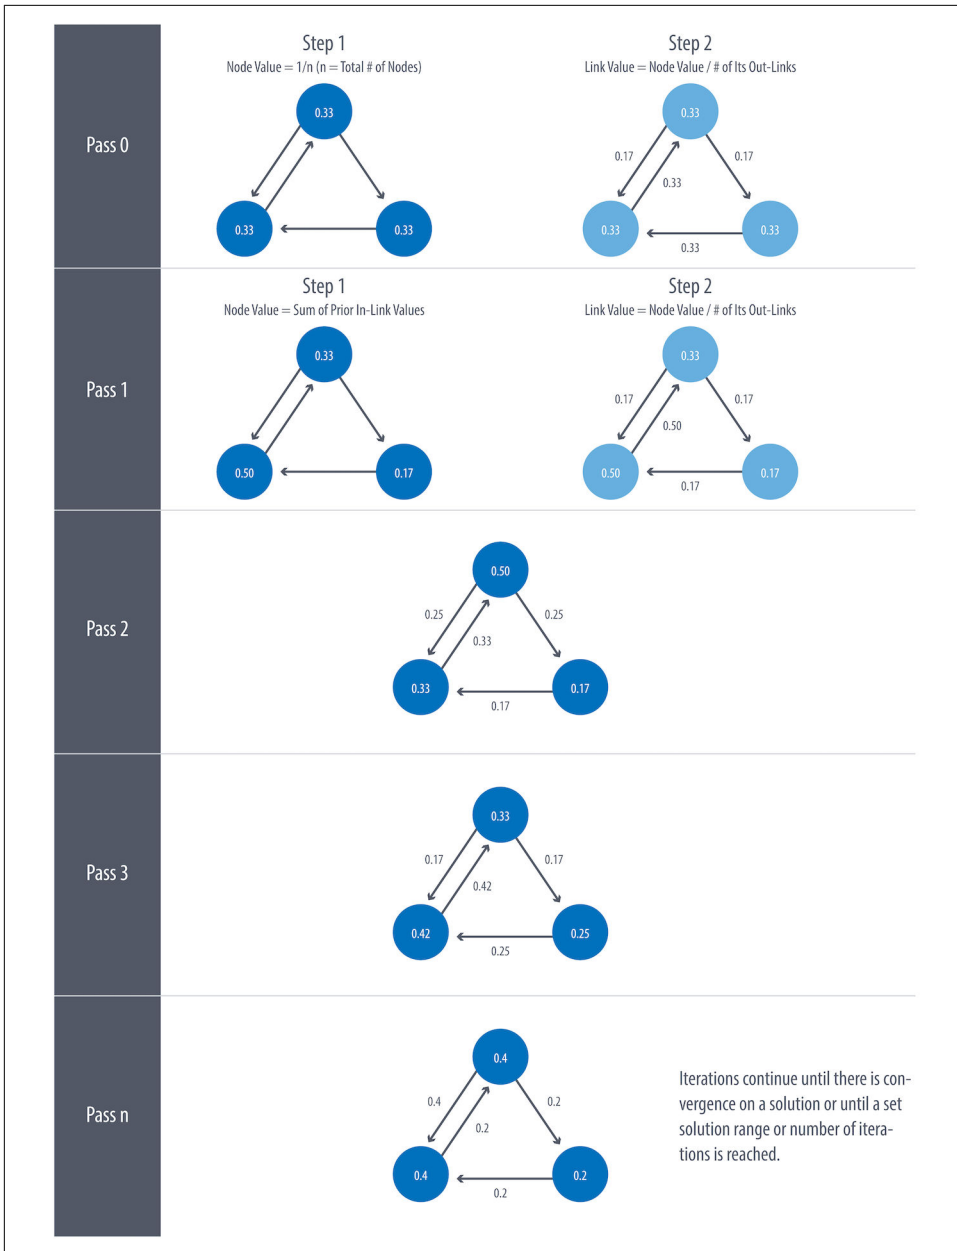 Pass 0
Step 1
Node Value = 1/n (n = Total # of Nodes)
0.33
0.33
0.33
Step 2
Link Value = Node Value / # of Its Out-Links
0.33
0.17
0.17
0.33
0.33
0.33
0.33
Pass 1
Step 1
Node Value = Sum of Prior In-Link Values
0.33
0.50
0.17
Step 2
Link Value = Node Value / # of Its Out-Links
0.33
0.17
0.17
0.50
0.50
0.17
0.17
Pass 2
0.50
0.25
0.25
0.33
0.33
0.17
0.17
Pass 3
0.33
0.17
0.17
0.42
0.42
0.25
0.25
Pass n
0.4
0.4
0.2
0.2
0.4
0.2
0.2
Iterations continue until there is con-
vergence on a solution or until a set
solution range or number of itera-
tions is reached.